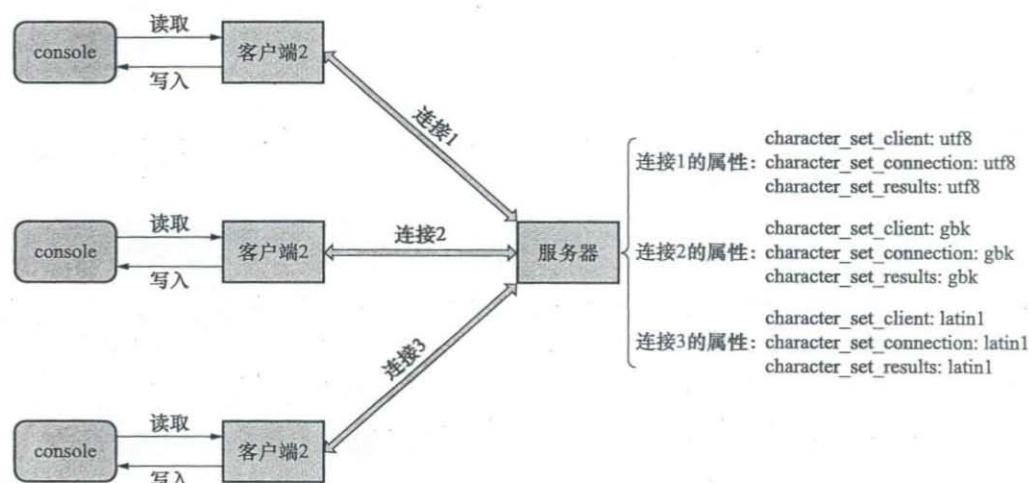 读取
console
客户端2
写入
连接1
character_set_client: utf8
连接1的属性: character_set_connection: utf8
character_set_results: utf8
读取
console
客户端2
写入
连接2
服务器
character_set_client: gbk
连接2的属性: character_set_connection: gbk
character_set_results: gbk
连接3
character_set_client: latin1
连接3的属性: character_set_connection: latin1
character_set_results: latin1
读取
console
客户端2
写入